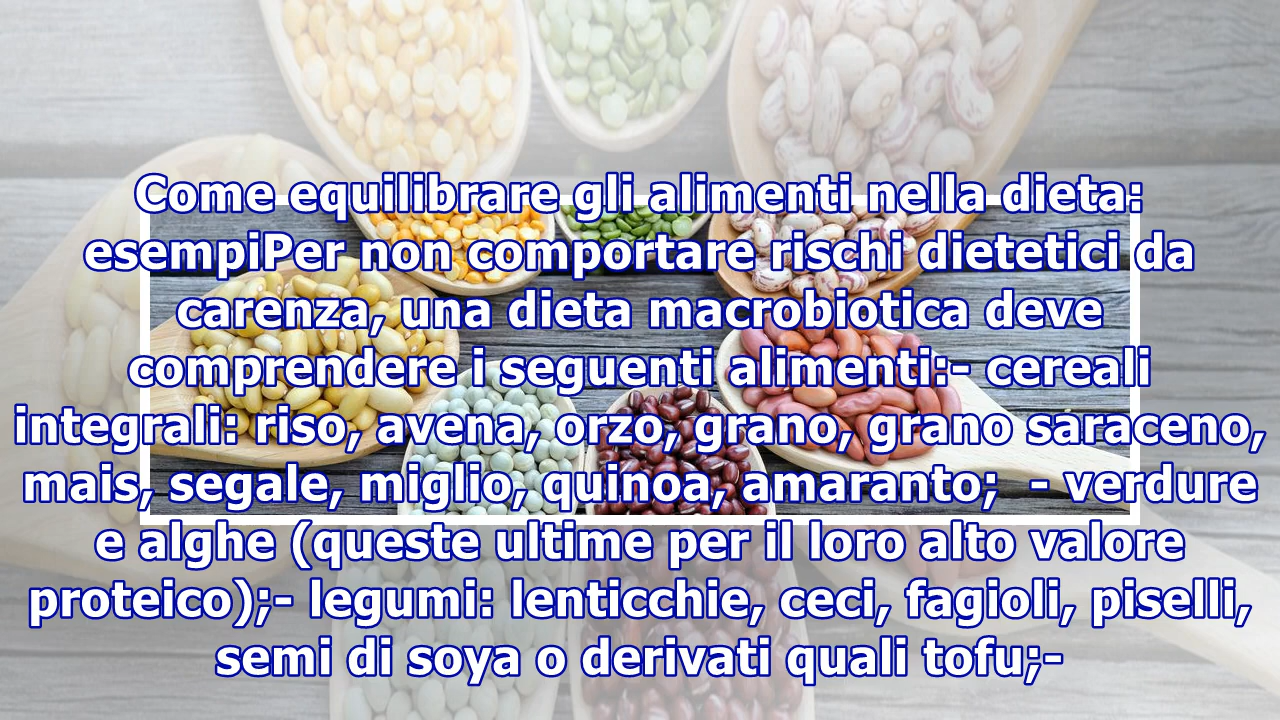 Come equilibrare gli alimenti nella dieta:
esempiPer non comportare rischi dietetici da
carenza, una dieta macrobiotica deve
comprendere i seguenti alimenti:- cereali
integrali: riso, avena, orzo, grano, grano saraceno,
mais, segale, miglio, quinoa, amaranto;  - verdure
e alghe (queste ultime per il loro alto valore
proteico);- legumi: lenticchie, ceci, fagioli, piselli,
semi di soya o derivati quali tofu;-